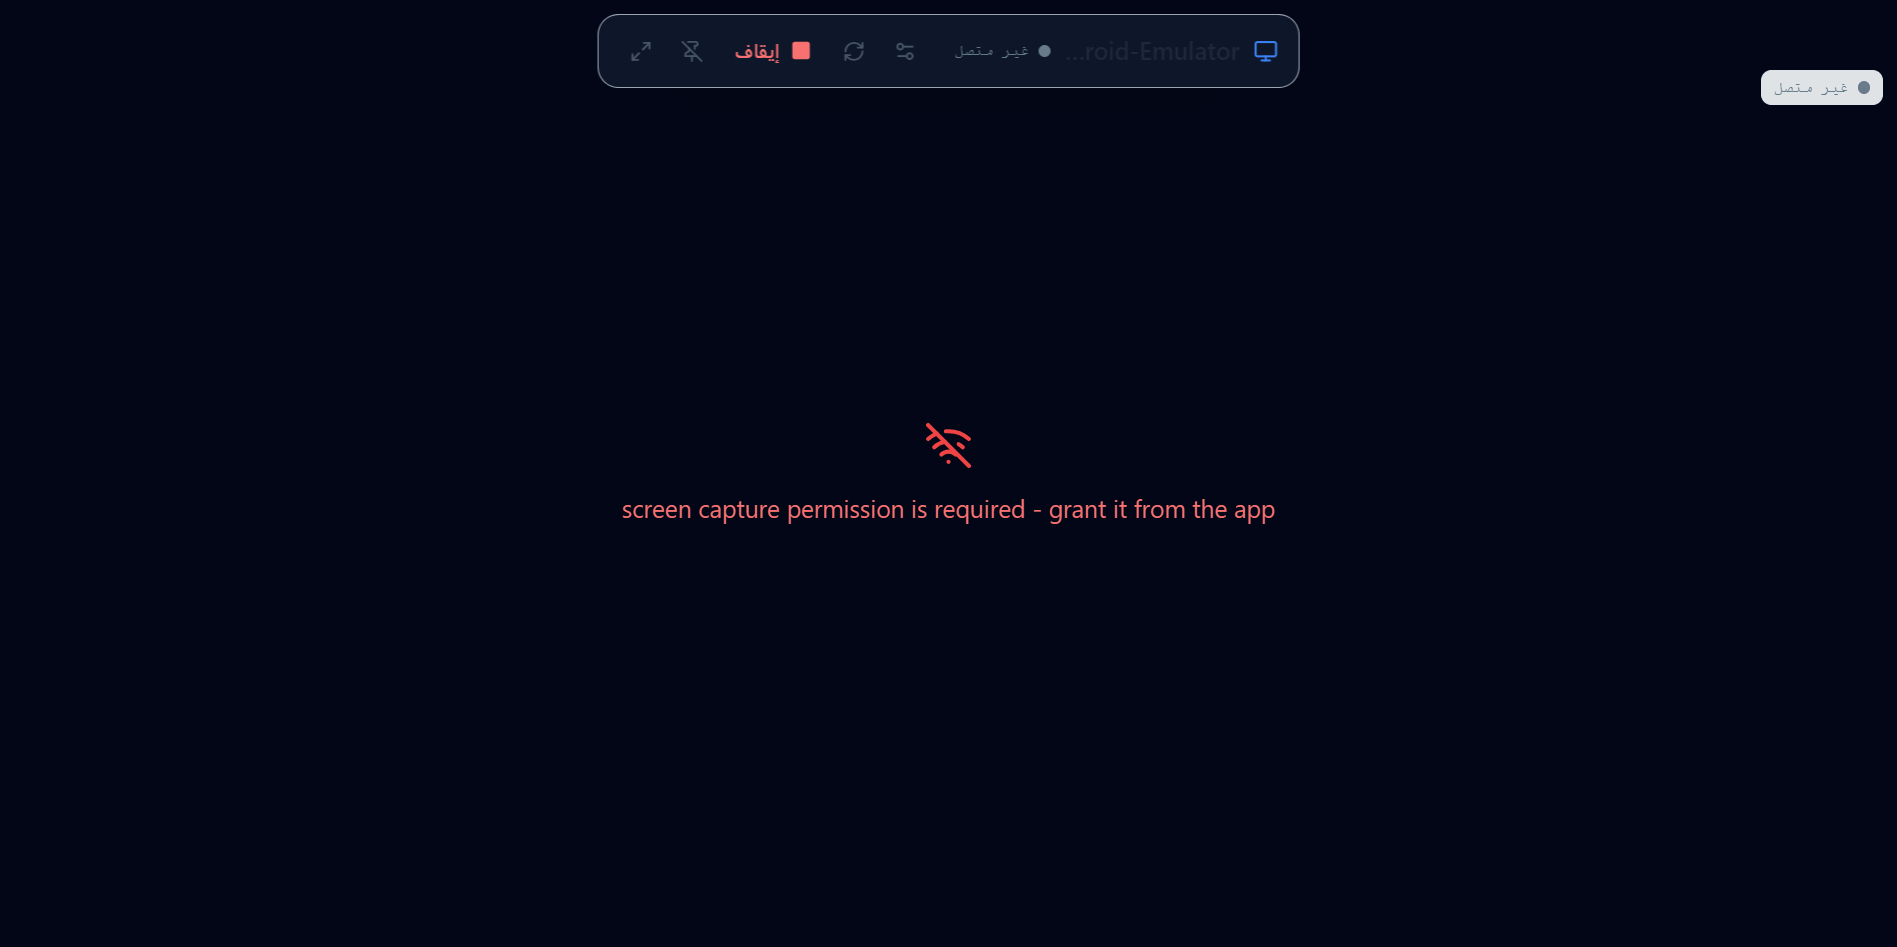 ...roid-Emulator
غير متصل
إيقاف
غير متصل
screen capture permission is required - grant it from the app